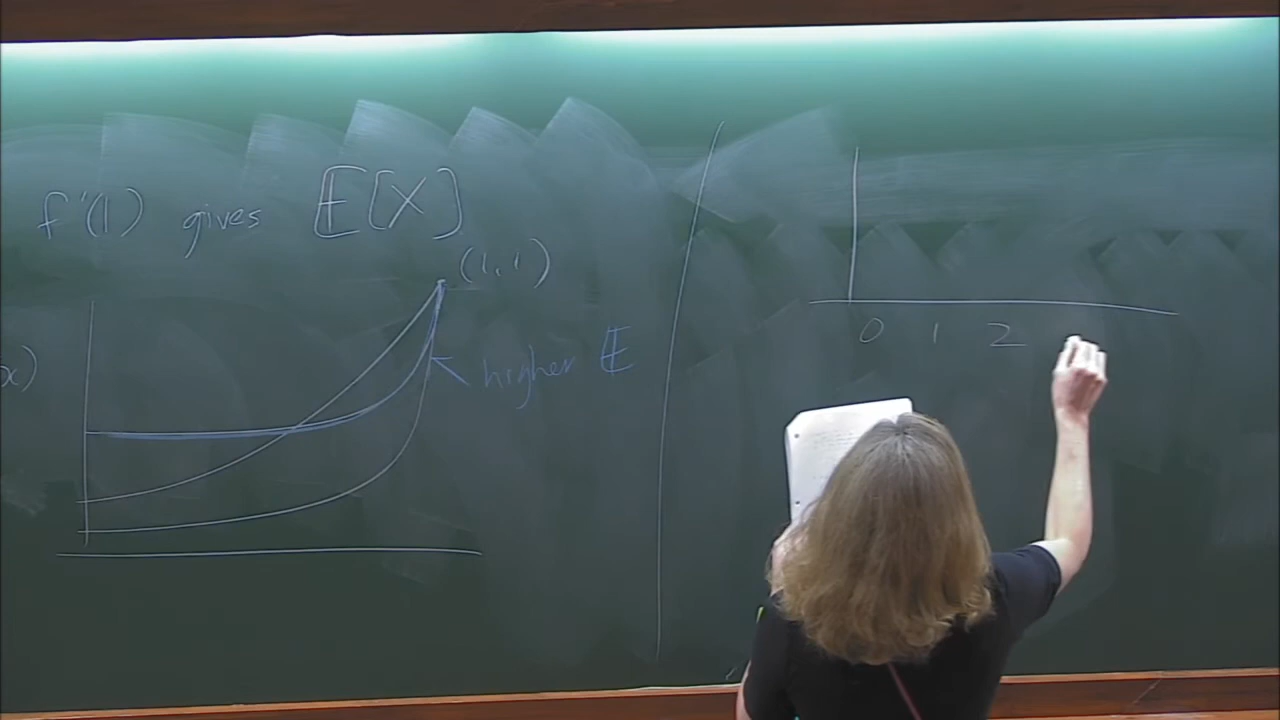 f'(1) gives 𝔼[X]
(1,1)
x)
higher 𝔼
0 1 2